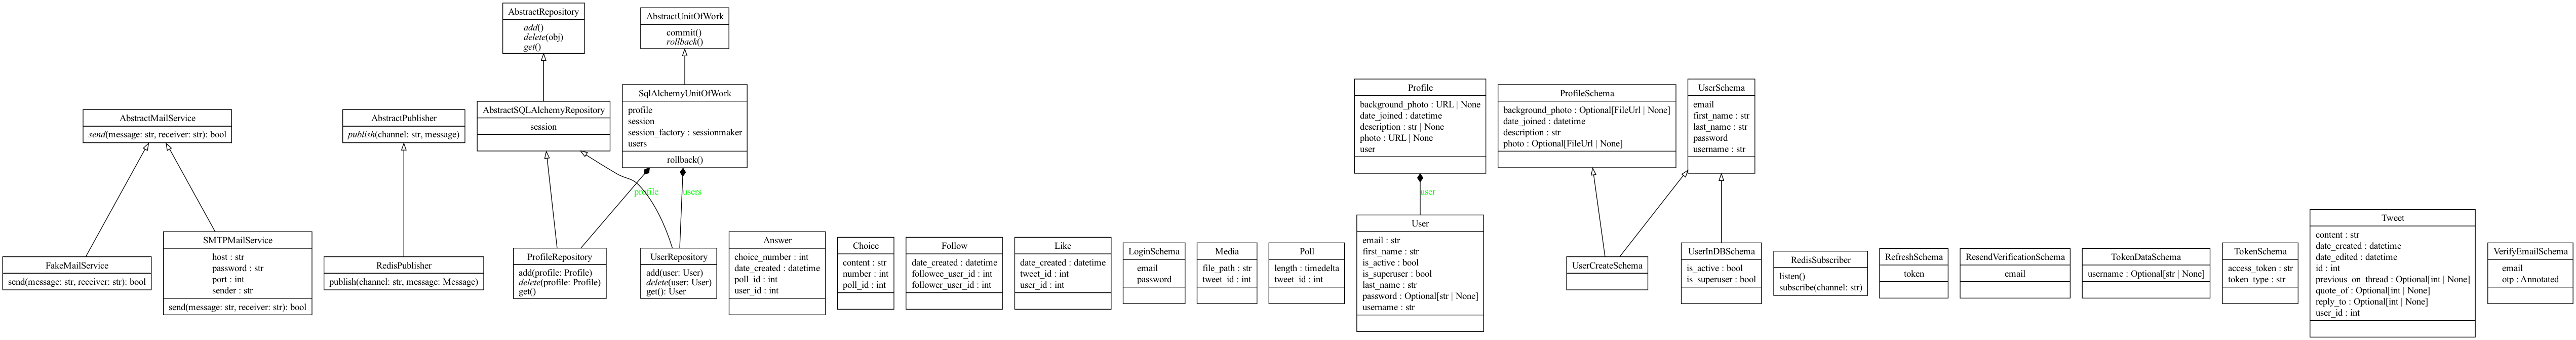 AbstractRepository
add()
delete(obj)
get()
AbstractUnitOfWork
commit()
rollback()
AbstractMailService
send(message: str, receiver: str): bool
AbstractPublisher
publish(channel: str, message)
AbstractSQLAlchemyRepository
session
SqlAlchemyUnitOfWork
profile
session
session_factory : sessionmaker
users
rollback()
Profile
background_photo : URL | None
date_joined : datetime
description : str | None
photo : URL | None
user
ProfileSchema
background_photo : Optional[FileUrl | None]
date_joined : datetime
description : str
photo : Optional[FileUrl | None]
UserSchema
email
first_name : str
last_name : str
password
username : str
profile
users
user
FakeMailService
send(message: str, receiver: str): bool
SMTPMailService
host : str
password : str
port : int
sender : str
send(message: str, receiver: str): bool
RedisPublisher
publish(channel: str, message: Message)
ProfileRepository
add(profile: Profile)
delete(profile: Profile)
get()
UserRepository
add(user: User)
delete(user: User)
get(): User
Answer
choice_number : int
date_created : datetime
poll_id : int
user_id : int
Choice
content : str
number : int
poll_id : int
Follow
date_created : datetime
followee_user_id : int
follower_user_id : int
Like
date_created : datetime
tweet_id : int
user_id : int
LoginSchema
email
password
Media
file_path : str
tweet_id : int
Poll
length : timedelta
tweet_id : int
User
email : str
first_name : str
is_active : bool
is_superuser : bool
last_name : str
password : Optional[str | None]
username : str
UserCreateSchema
UserInDBSchema
is_active : bool
is_superuser : bool
RedisSubscriber
listen()
subscribe(channel: str)
RefreshSchema
token
ResendVerificationSchema
email
TokenDataSchema
username : Optional[str | None]
TokenSchema
access_token : str
token_type : str
Tweet
content : str
date_created : datetime
date_edited : datetime
id : int
previous_on_thread : Optional[int | None]
quote_of : Optional[int | None]
reply_to : Optional[int | None]
user_id : int
VerifyEmailSchema
email
otp : Annotated